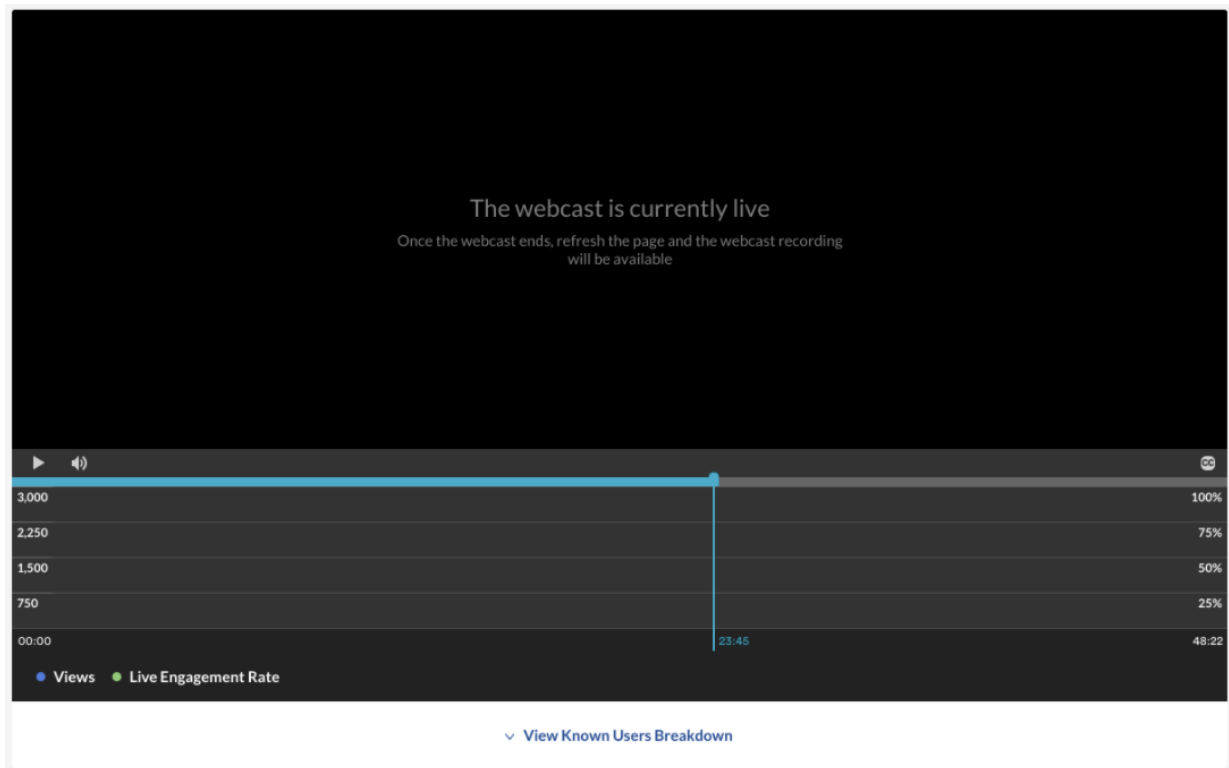 The webcast is currently live
Once the webcast ends, refresh the page and the webcast recording
will be available
CC
3,000 100%
2,250 75%
1,500 50%
750 25%
00:00 23:45 48:22
Views Live Engagement Rate
View Known Users Breakdown